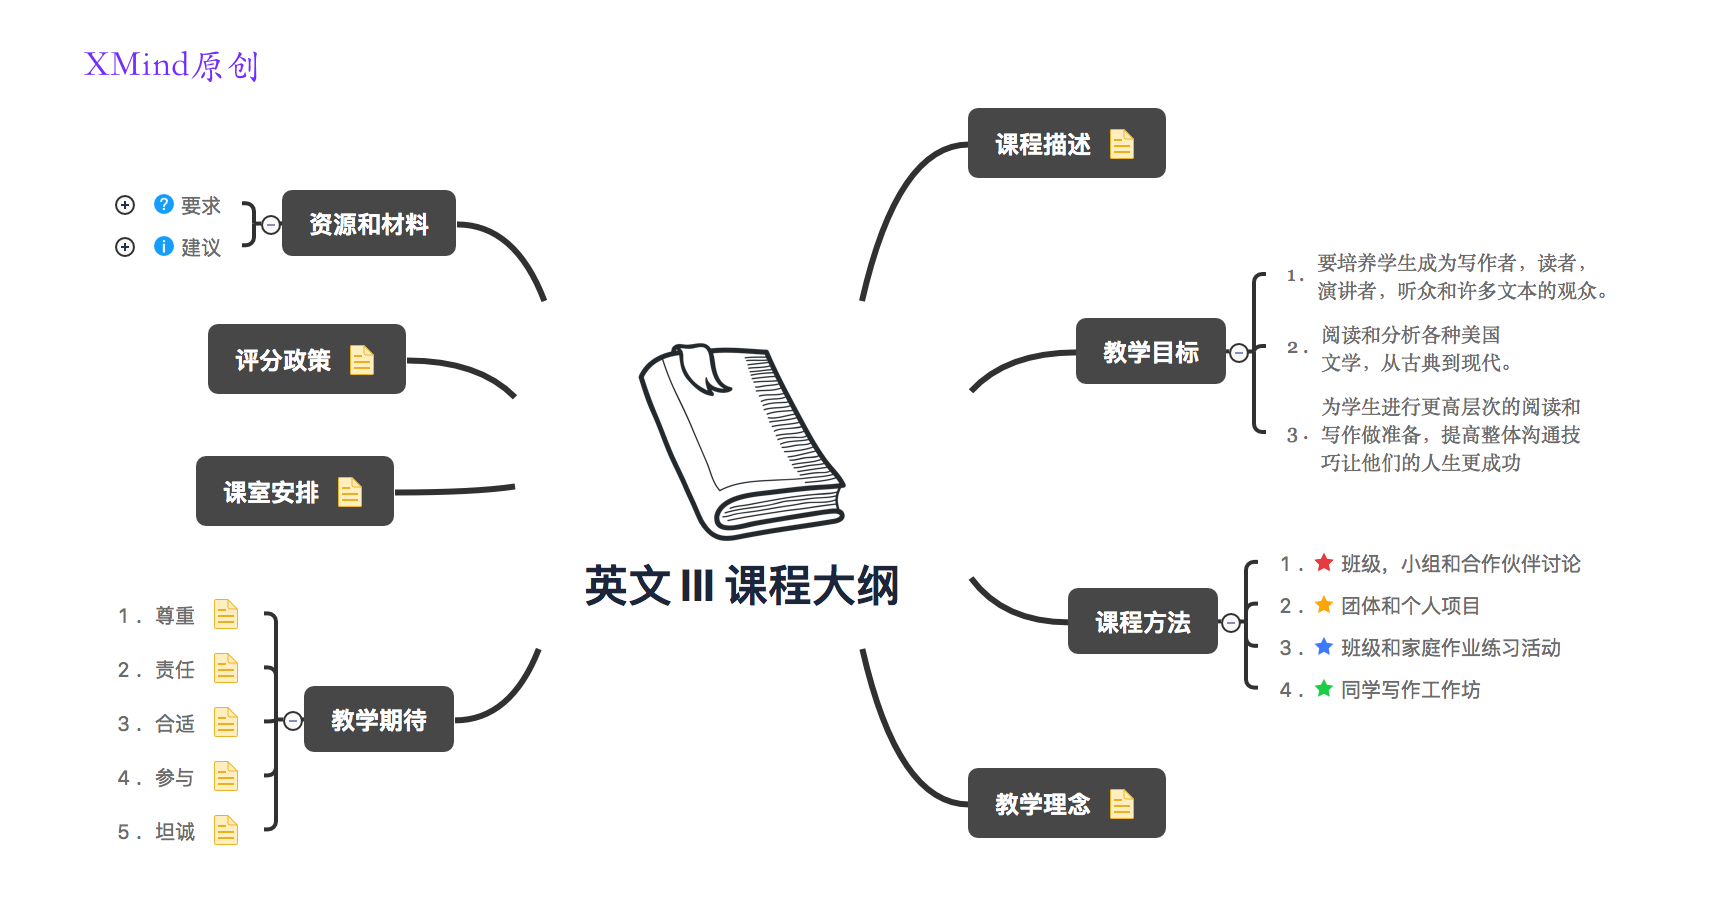 XMind原创
英文 III 课程大纲
课程描述
教学目标
1. 要培养学生成为写作者，读者，
演讲者，听众和许多文本的观众。
2. 阅读和分析各种美国
文学，从古典到现代。
3. 为学生进行更高层次的阅读和
写作做准备，提高整体沟通技
巧让他们的人生更成功
课程方法
1. 班级，小组和合作伙伴讨论
2. 团体和个人项目
3. 班级和家庭作业练习活动
4. 同学写作工作坊
教学理念
资源和材料
要求
建议
评分政策
课室安排
教学期待
1. 尊重
2. 责任
3. 合适
4. 参与
5. 坦诚